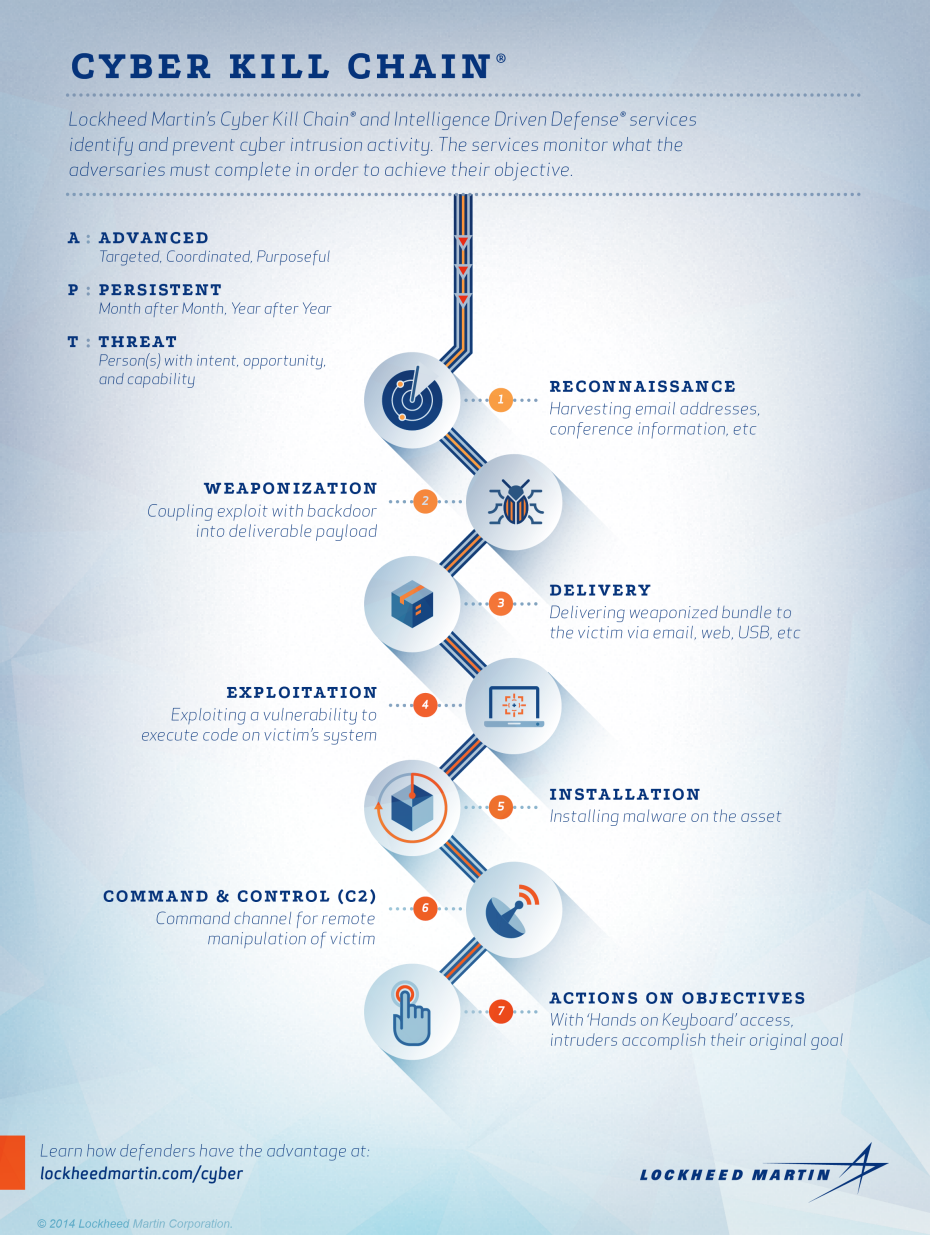 CYBER KILL CHAIN®
Lockheed Martin's Cyber Kill Chain® and Intelligence Driven Defense® services
identify and prevent cyber intrusion activity. The services monitor what the
adversaries must complete in order to achieve their objective.
A : ADVANCED
Targeted, Coordinated, Purposeful
P : PERSISTENT
Month after Month, Year after Year
T : THREAT
Person(s) with intent, opportunity,
and capability
1
RECONNAISSANCE
Harvesting email addresses,
conference information, etc
WEAPONIZATION
Coupling exploit with backdoor
into deliverable payload
2
3
DELIVERY
Delivering weaponized bundle to
the victim via email, web, USB, etc
EXPLOITATION
Exploiting a vulnerability to
execute code on victim's system
4
5
INSTALLATION
Installing malware on the asset
COMMAND & CONTROL (C2)
Command channel for remote
manipulation of victim
6
7
ACTIONS ON OBJECTIVES
With 'Hands on Keyboard' access,
intruders accomplish their original goal
Learn how defenders have the advantage at:
lockheedmartin.com/cyber
LOCKHEED MARTIN
© 2014 Lockheed Martin Corporation.